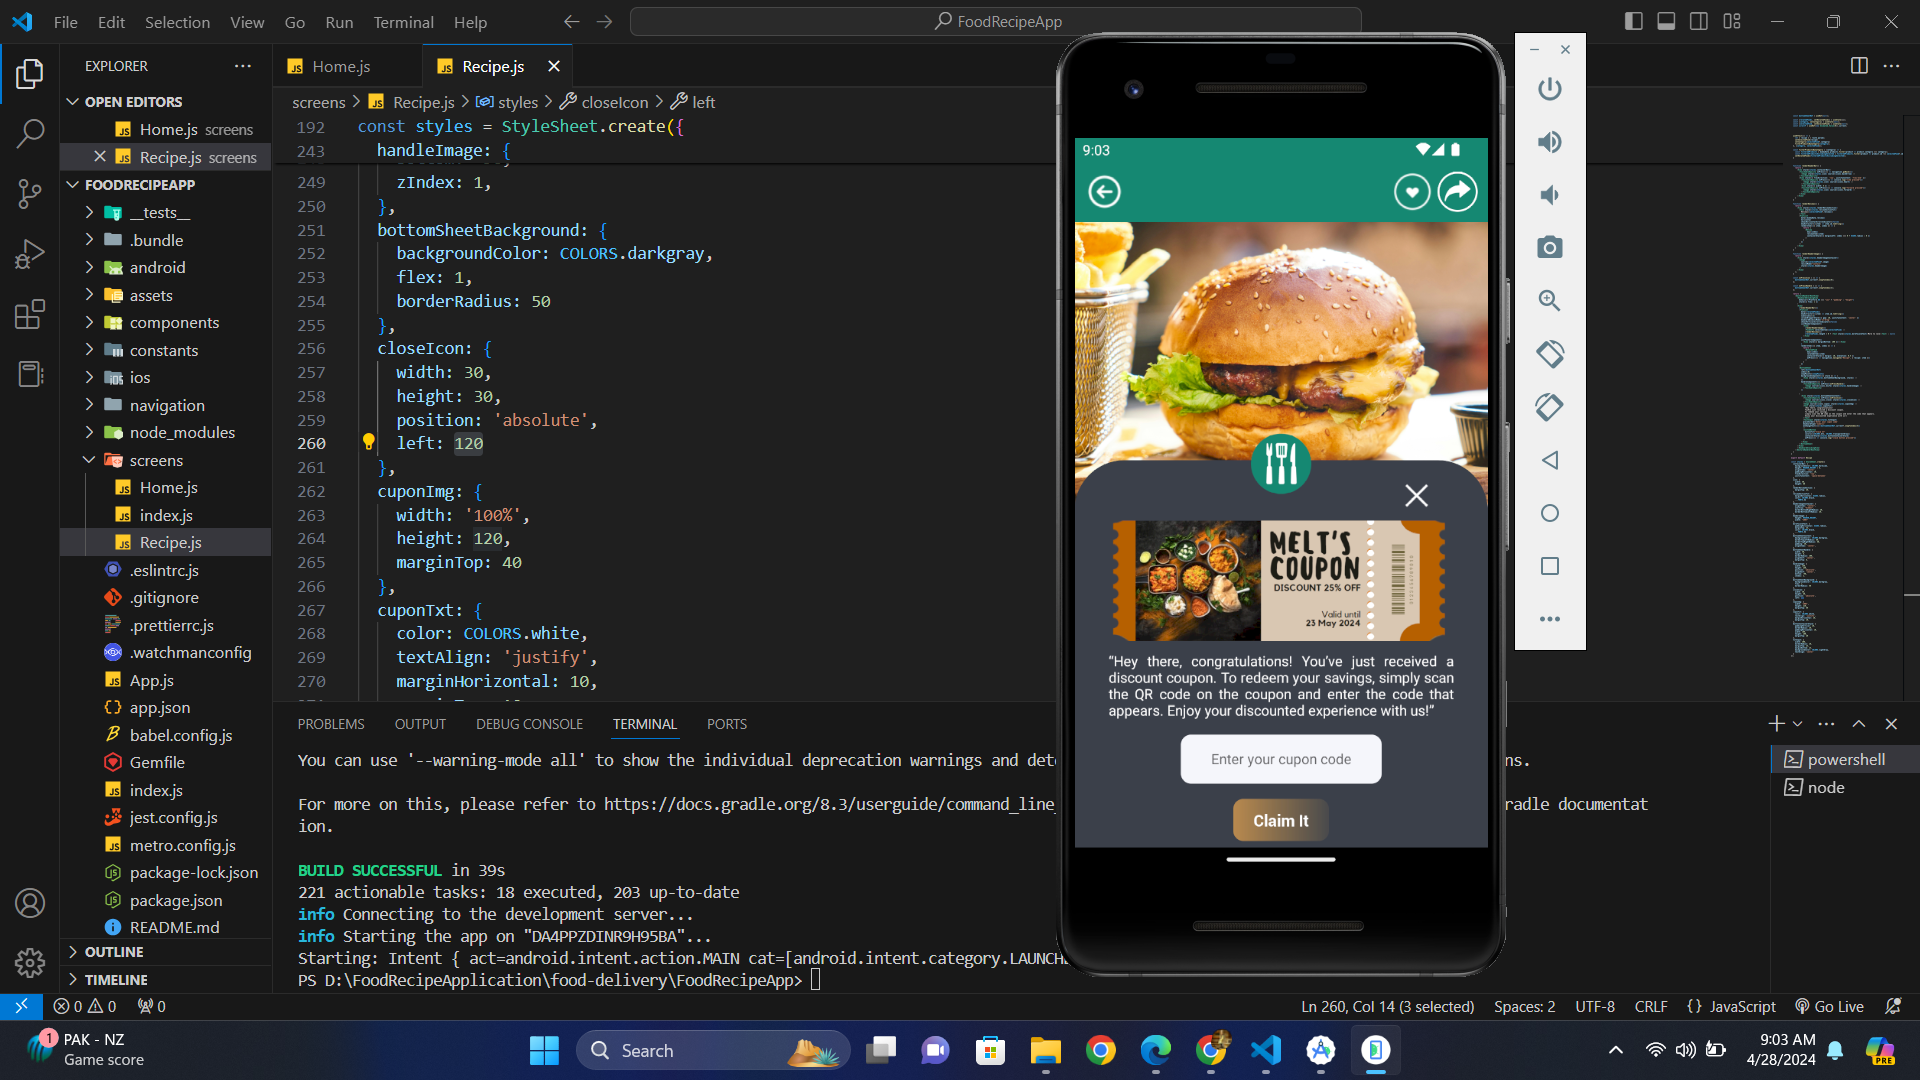 File Edit Selection View Go Run Terminal Help
FoodRecipeApp
EXPLORER
OPEN EDITORS
Home.js screens
Recipe.js screens
FOODRECIPEAPP
__tests__
.bundle
android
assets
components
constants
ios
navigation
node_modules
screens
Home.js
index.js
Recipe.js
.eslintrc.js
.gitignore
.prettierrc.js
.watchmanconfig
App.js
app.json
babel.config.js
Gemfile
index.js
jest.config.js
metro.config.js
package-lock.json
package.json
README.md
OUTLINE
TIMELINE
Home.js
Recipe.js
screens > Recipe.js > styles > closeIcon > left
192 const styles = StyleSheet.create({
243 handleImage: {
249 zIndex: 1,
250 },
251 bottomSheetBackground: {
252 backgroundColor: COLORS.darkgray,
253 flex: 1,
254 borderRadius: 50
255 },
256 closeIcon: {
257 width: 30,
258 height: 30,
259 position: 'absolute',
260 left: 120
261 },
262 cuponImg: {
263 width: '100%',
264 height: 120,
265 marginTop: 40
266 },
267 cuponTxt: {
268 color: COLORS.white,
269 textAlign: 'justify',
270 marginHorizontal: 10,
PROBLEMS OUTPUT DEBUG CONSOLE TERMINAL PORTS
You can use '--warning-mode all' to show the individual deprecation warnings and det
ns.
For more on this, please refer to https://docs.gradle.org/8.3/userguide/command_line_
radle documentat
ion.
BUILD SUCCESSFUL in 39s
221 actionable tasks: 18 executed, 203 up-to-date
info Connecting to the development server...
info Starting the app on "DA4PPZDINR9H95BA"...
Starting: Intent { act=android.intent.action.MAIN cat=[android.intent.category.LAUNCH
PS D:\FoodRecipeApplication\food-delivery\FoodRecipeApp>
powershell
node
9:03
MELT'S
COUPON
DISCOUNT 25% OFF
Valid until
23 May 2024
“Hey there, congratulations! You’ve just received a
discount coupon. To redeem your savings, simply scan
the QR code on the coupon and enter the code that
appears. Enjoy your discounted experience with us!”
Enter your cupon code
Claim It
0 0 0
Ln 260, Col 14 (3 selected) Spaces: 2 UTF-8 CRLF {} JavaScript Go Live
1
PAK - NZ
Game score
Search
9:03 AM
4/28/2024
PRE